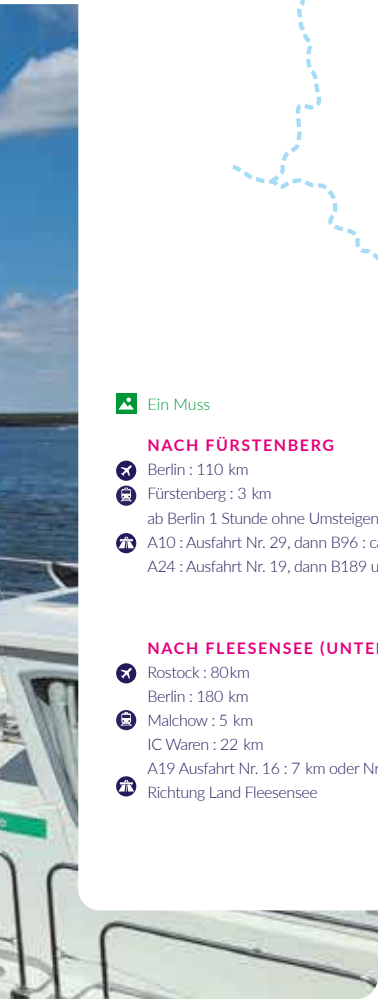 Ein Muss
NACH FÜRSTENBERG
Berlin : 110 km
Fürstenberg : 3 km
ab Berlin 1 Stunde ohne Umsteigen
A10 : Ausfahrt Nr. 29, dann B96 :
A24 : Ausfahrt Nr. 19, dann B189
NACH FLEESENSEE
Rostock : 80km
Berlin : 180 km
Malchow : 5 km
IC Waren : 22 km
A19 Ausfahrt Nr. 16 : 7 km oder
Richtung Land Fleesensee